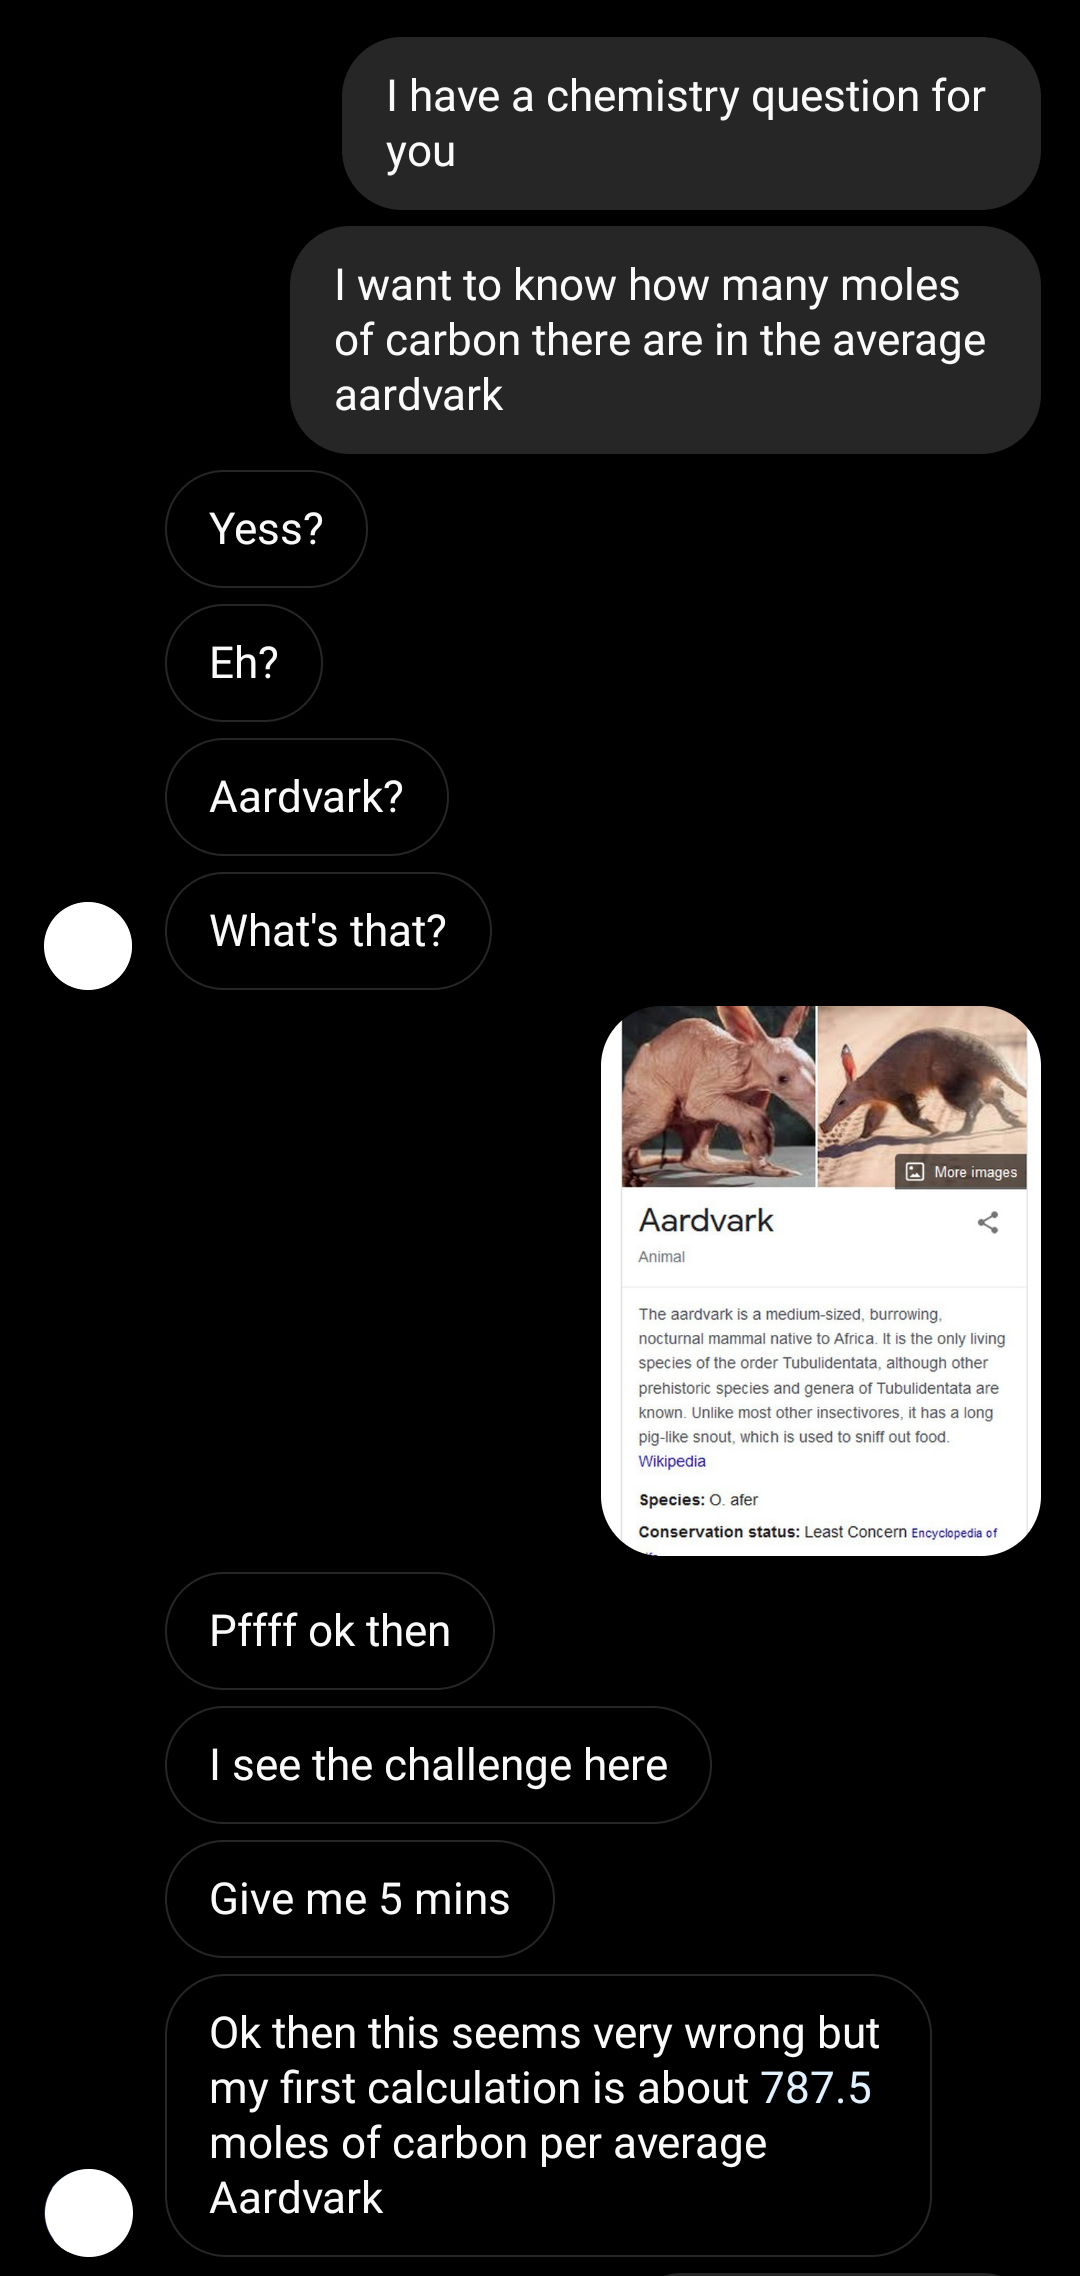 I have a chemistry question for
you
I want to know how many moles
of carbon there are in the average
aardvark
Yess?
Eh?
Aardvark?
What's that?
More images
Aardvark
Animal
The aardvark is a medium-sized, burrowing,
nocturnal mammal native to Africa. It is the only living
species of the order Tubulidentata, although other
prehistoric species and genera of Tubulidentata are
known. Unlike most other insectivores, it has a long
pig-like snout, which is used to sniff out food.
Wikipedia
Species: O. afer
Conservation status: Least Concern Encyclopedia of
Pffff ok then
I see the challenge here
Give me 5 mins
Ok then this seems very wrong but
my first calculation is about 787.5
moles of carbon per average
Aardvark